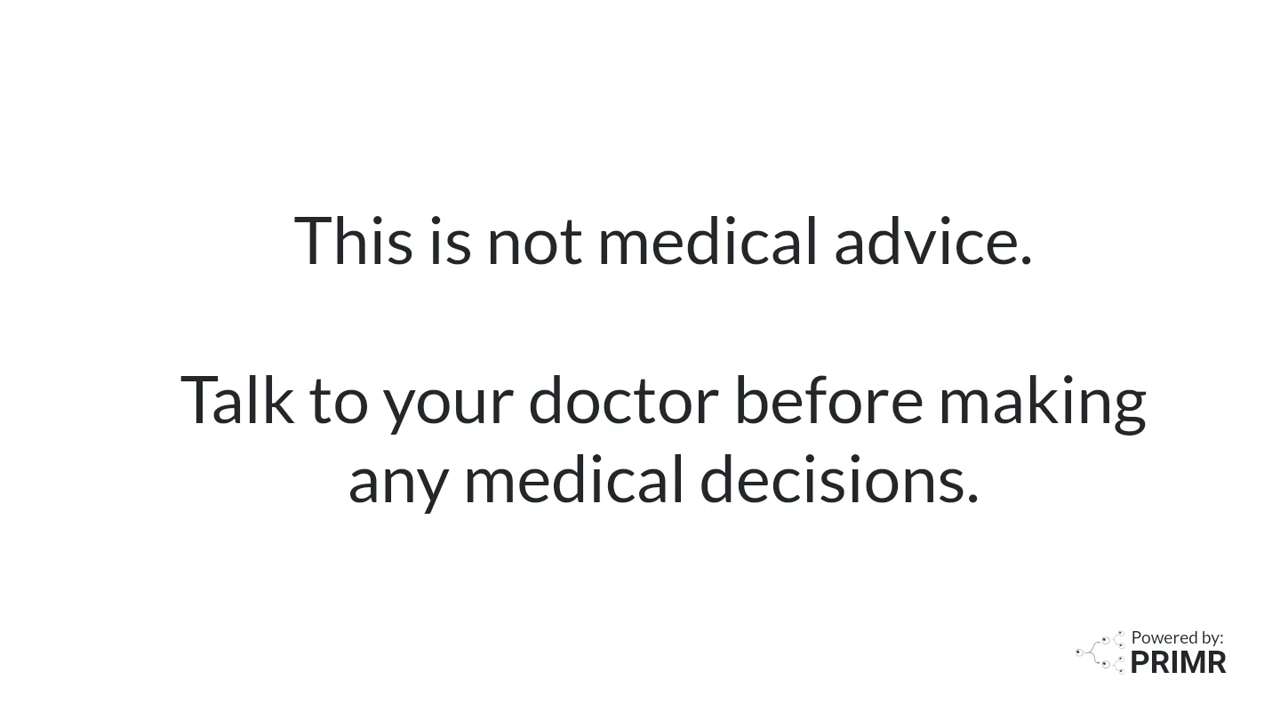 This is not medical advice.
Talk to your doctor before making
any medical decisions.
Powered by:
PRIMR